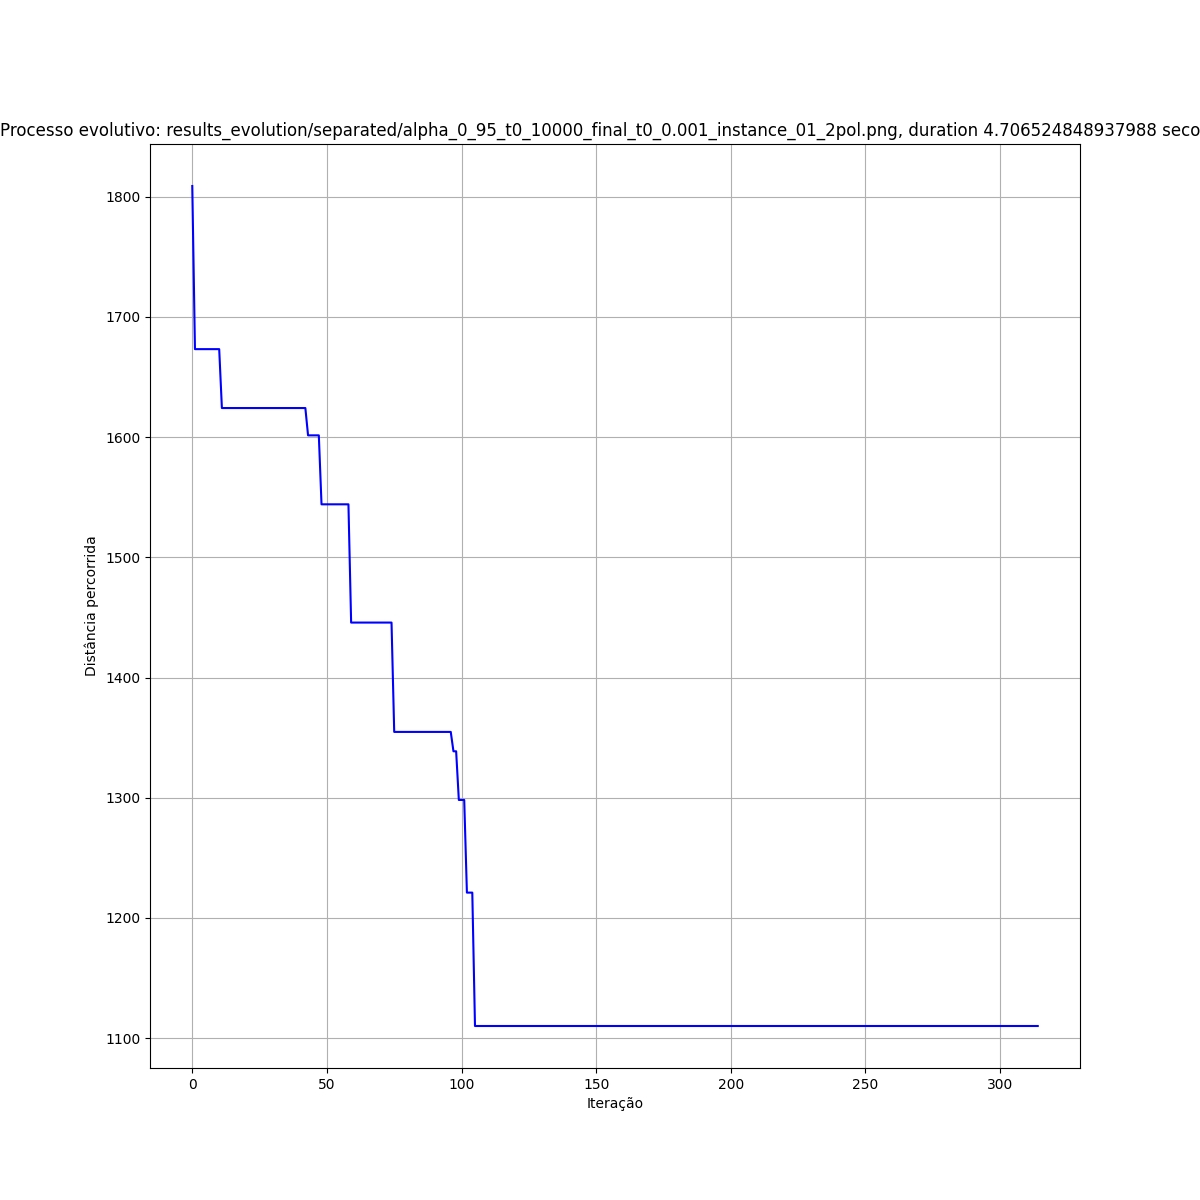 Processo evolutivo: results_evolution/separated/alpha_0_95_t0_10000_final_t0_0.001_instance_01_2pol.png, duration 4.706524848937988 seco
1800
1700
1600
1500
1400
1300
1200
1100
Distância percorrida
0 50 100 150 200 250 300
Iteração